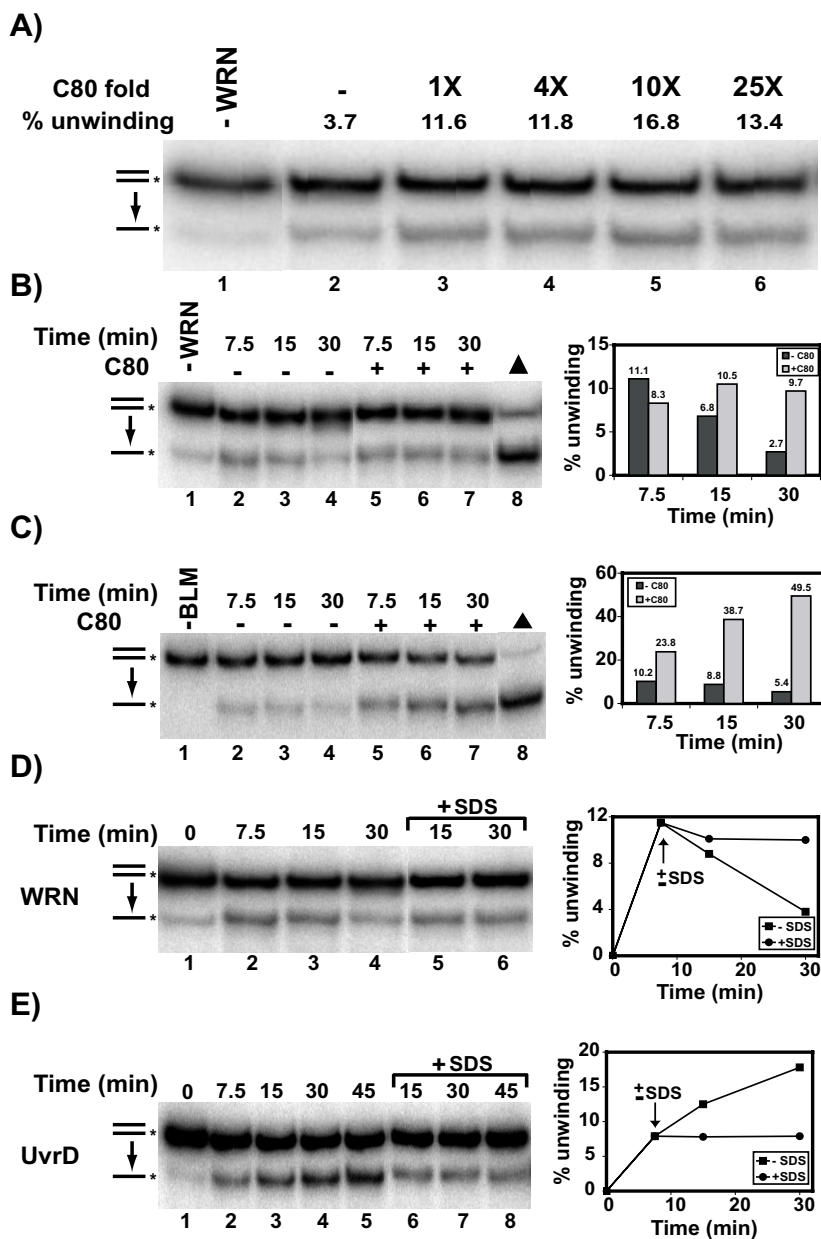 A)
C80 fold - WRN - 1X 4X 10X 25X
% unwinding 3.7 11.6 11.8 16.8 13.4
*
*
1 2 3 4 5 6
B)
Time (min) - WRN 7.5 15 30 7.5 15 30
C80 - - - + + + ▲
*
*
1 2 3 4 5 6 7 8
% unwinding
15
10
5
0
- C80
+C80
11.1 8.3 6.8 10.5 2.7 9.7
7.5 15 30
Time (min)
C)
Time (min) -BLM 7.5 15 30 7.5 15 30
C80 - - - + + + ▲
*
*
1 2 3 4 5 6 7 8
% unwinding
60
40
20
0
- C80
+C80
10.2 23.8 8.8 38.7 5.4 49.5
7.5 15 30
Time (min)
D)
+ SDS
Time (min) 0 7.5 15 30 15 30
*
WRN
*
1 2 3 4 5 6
% unwinding
12
8
4
0
± SDS
- SDS
+SDS
0 10 20 30
Time (min)
E)
+ SDS
Time (min) 0 7.5 15 30 45 15 30 45
*
UvrD
*
1 2 3 4 5 6 7 8
% unwinding
20
15
10
5
0
± SDS
- SDS
+SDS
0 10 20 30
Time (min)